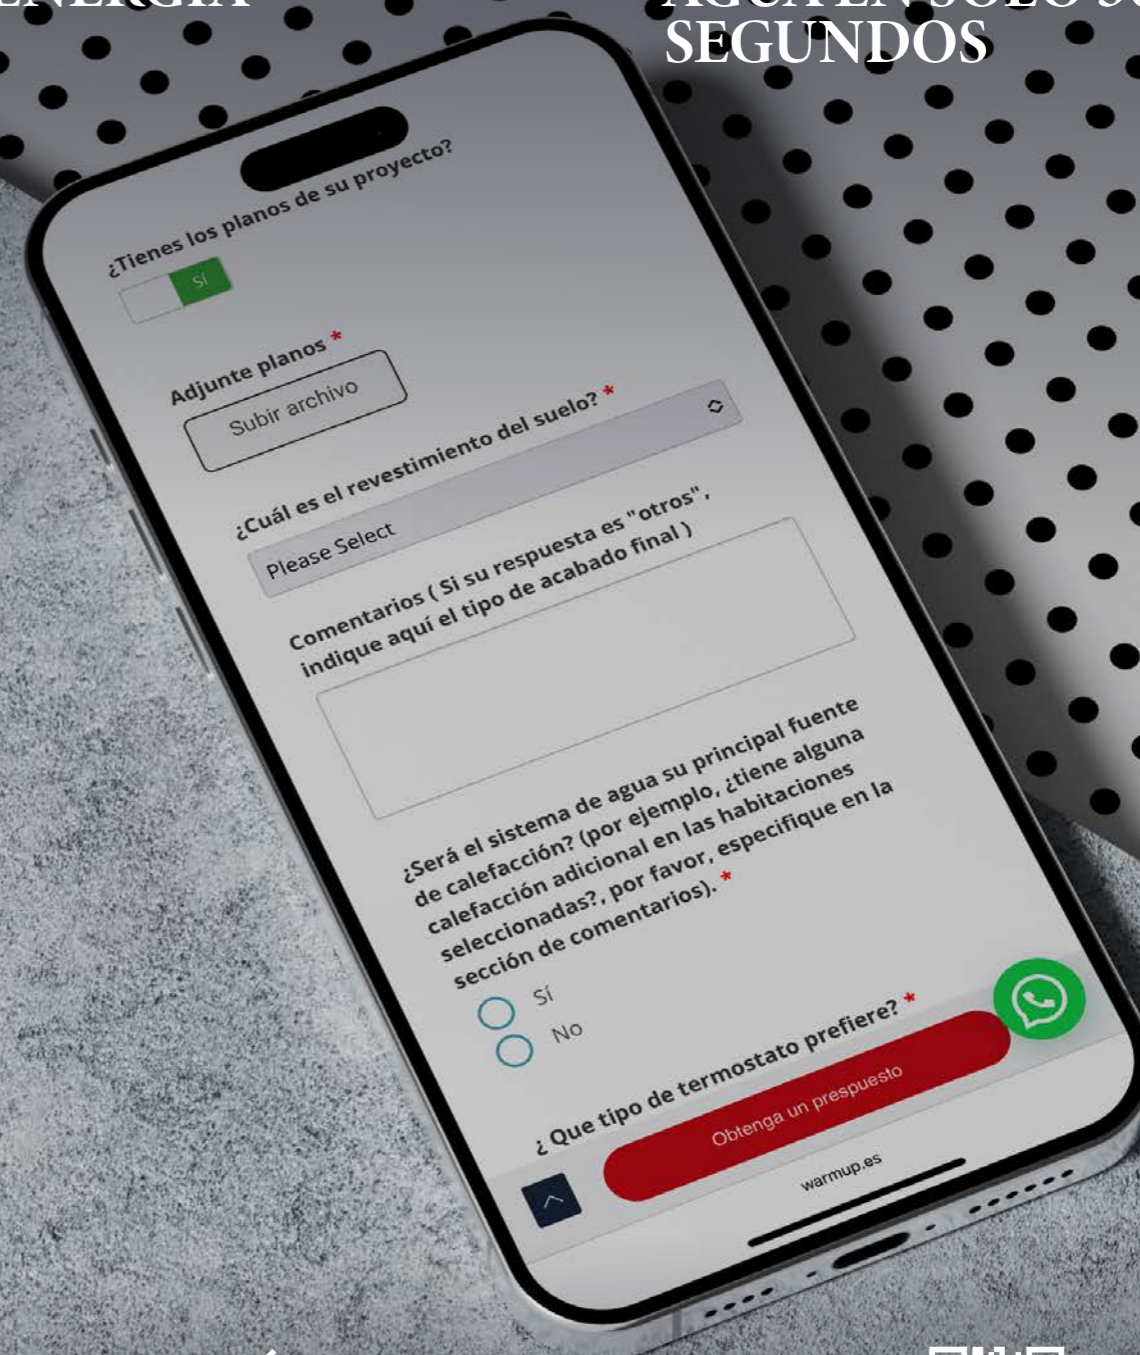 SEGUNDOS
¿Tienes los planos de su proyecto?
Sí
Adjunte planos *
Subir archivo
¿Cuál es el revestimiento del suelo? *
Please Select
Comentarios ( Si su respuesta es "otros" ,
indique aquí el tipo de acabado final )
¿Será el sistema de agua su principal fuente
de calefacción? (por ejemplo, ¿tiene alguna
calefacción adicional en las habitaciones
seleccionadas?, por favor, especifique en la
sección de comentarios). *
Sí
No
¿ Que tipo de termostato prefiere? *
Obtenga un prespuesto
warmup.es